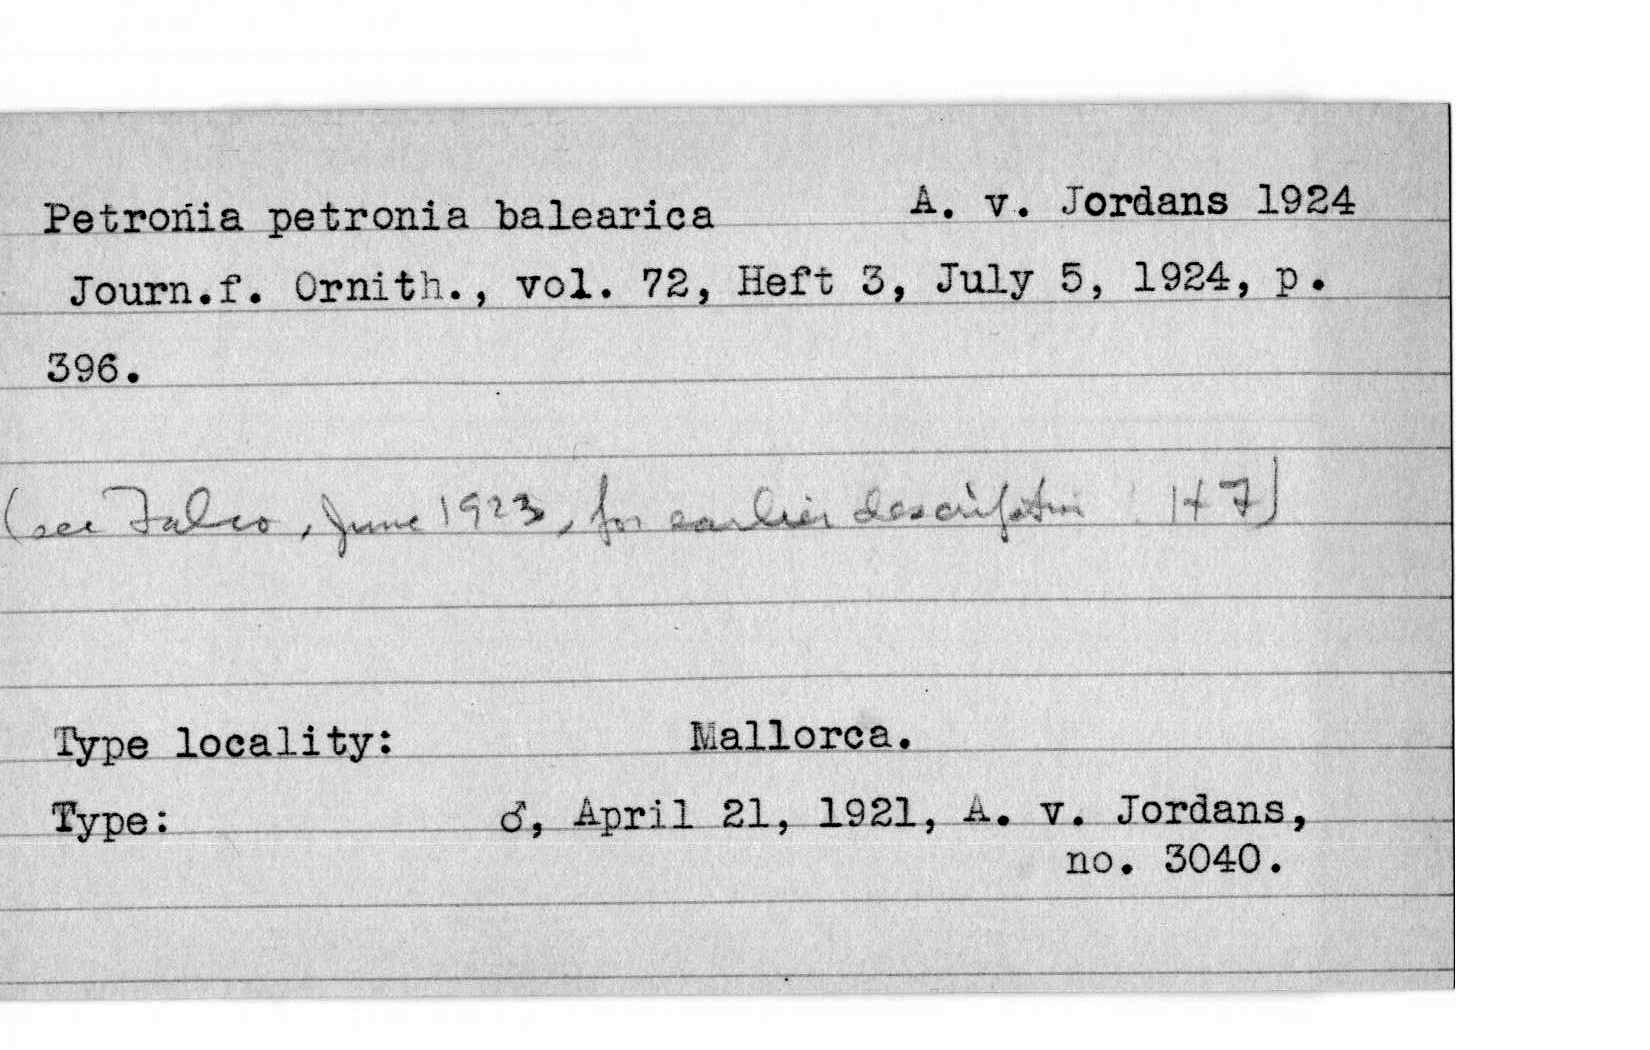 Petronia petronia balearica A. v. Jordans 1924
Journ.f. Ornith., vol. 72, Heft 3, July 5, 1924, p.
396.
(see Falco, June 1923, for earlier description HF)
Type locality: Mallorca.
Type: ♂, April 21, 1921, A. v. Jordans,
no. 3040.